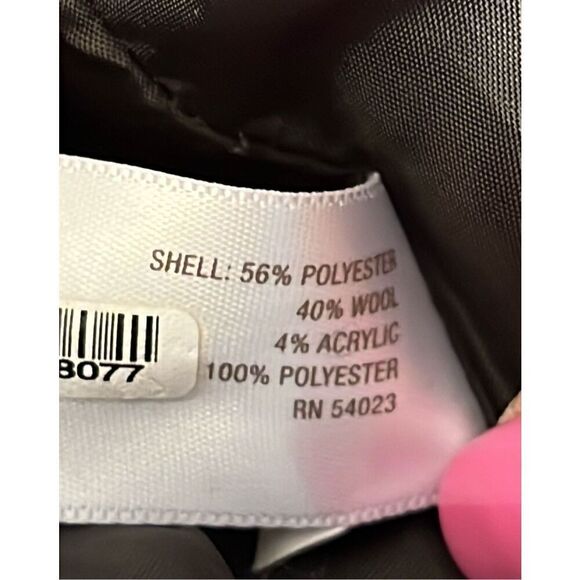 SHELL: 56% POLYESTER
40% WOOL
4% ACRYLIC
100% POLYESTER
RN 54023
8077